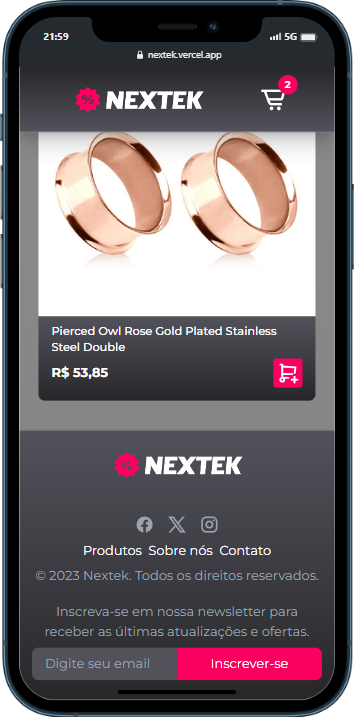 21:59
5G
nextek.vercel.app
% NEXTEK
2
Pierced Owl Rose Gold Plated Stainless
Steel Double
R$ 53,85
% NEXTEK
Produtos Sobre nós Contato
© 2023 Nextek. Todos os direitos reservados.
Inscreva-se em nossa newsletter para
receber as últimas atualizações e ofertas.
Digite seu email Inscrever-se